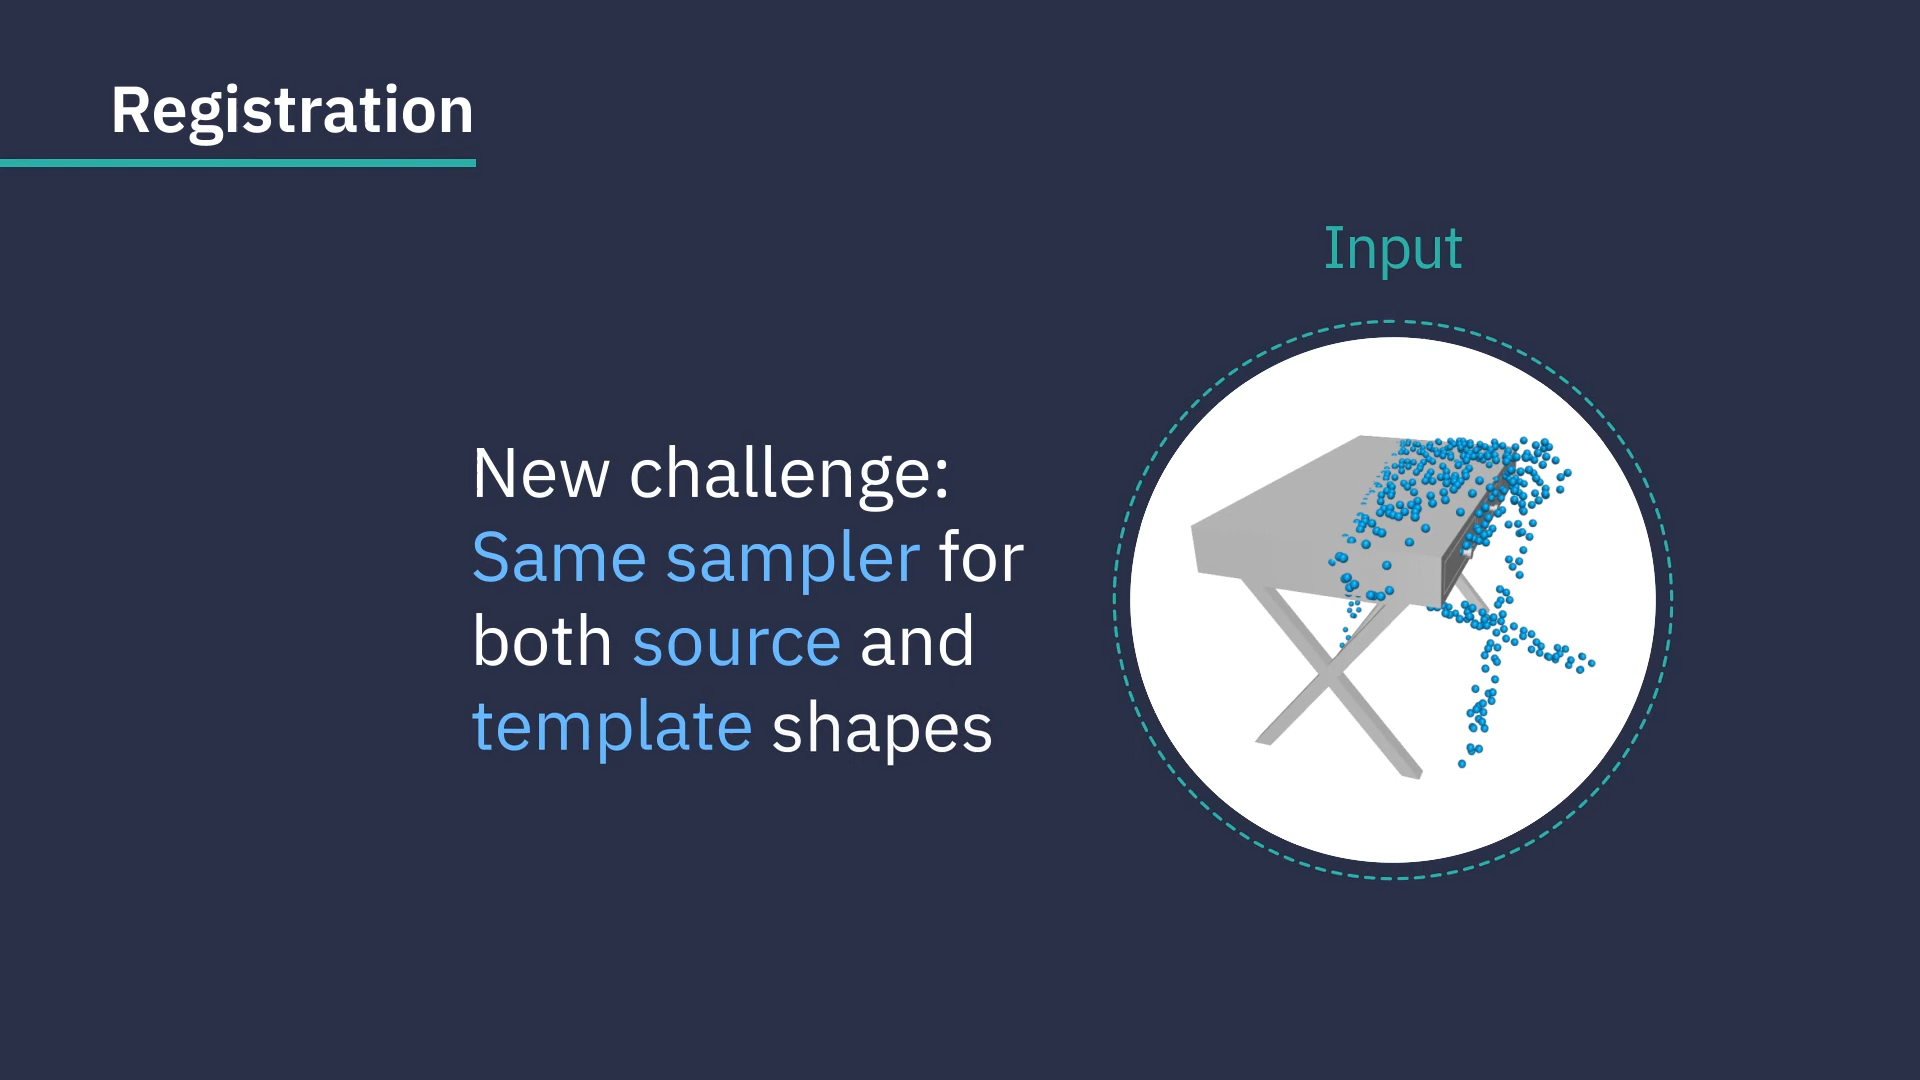 Registration
Input
New challenge:
Same sampler for
both source and
template shapes